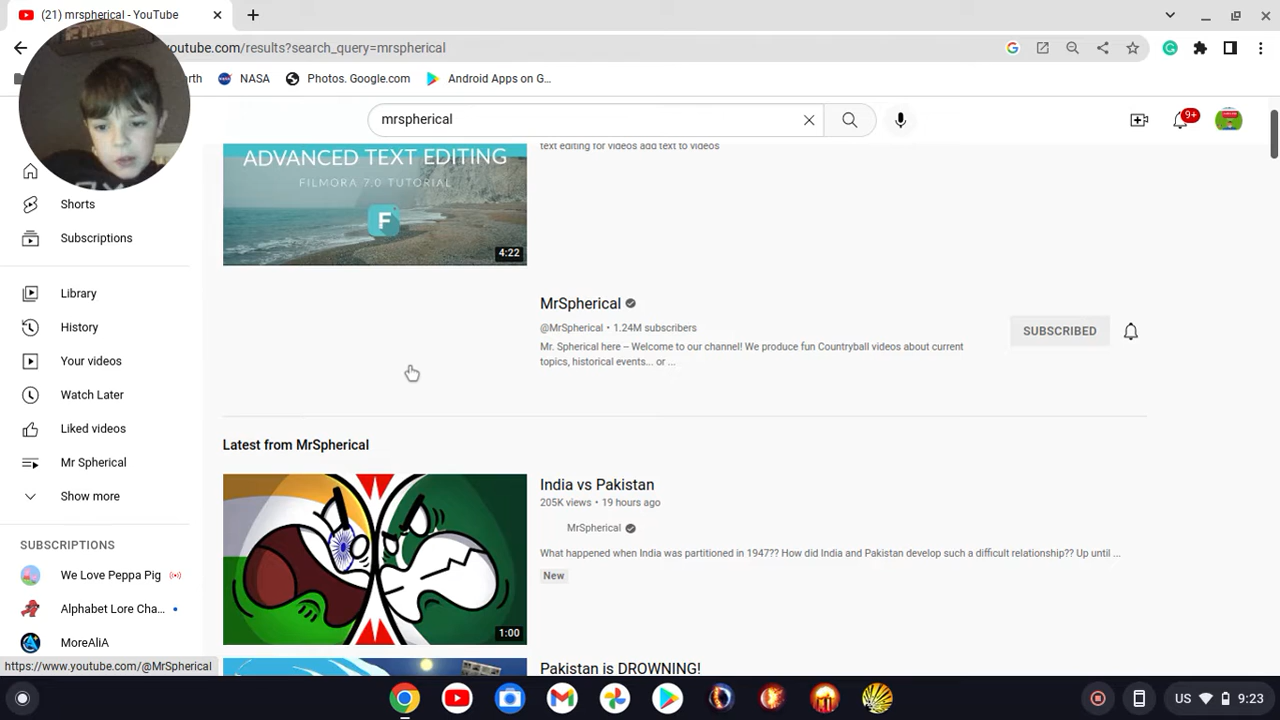 (21) mrspherical - YouTube
youtube.com/results?search_query=mrspherical
arth
NASA
Photos. Google.com
Android Apps on G...
mrspherical
9+
ADVANCED TEXT EDITING
FILMORA 7.0 TUTORIAL
F
4:22
text editing for videos add text to videos
Shorts
Subscriptions
Library
History
Your videos
Watch Later
Liked videos
Mr Spherical
Show more
SUBSCRIPTIONS
We Love Peppa Pig
Alphabet Lore Cha...
MoreAliA
MrSpherical
@MrSpherical • 1.24M subscribers
Mr. Spherical here – Welcome to our channel! We produce fun Countryball videos about current
topics, historical events... or ...
SUBSCRIBED
Latest from MrSpherical
India vs Pakistan
205K views • 19 hours ago
MrSpherical
What happened when India was partitioned in 1947?? How did India and Pakistan develop such a difficult relationship?? Up until ...
New
1:00
Pakistan is DROWNING!
https://www.youtube.com/@MrSpherical
US
9:23